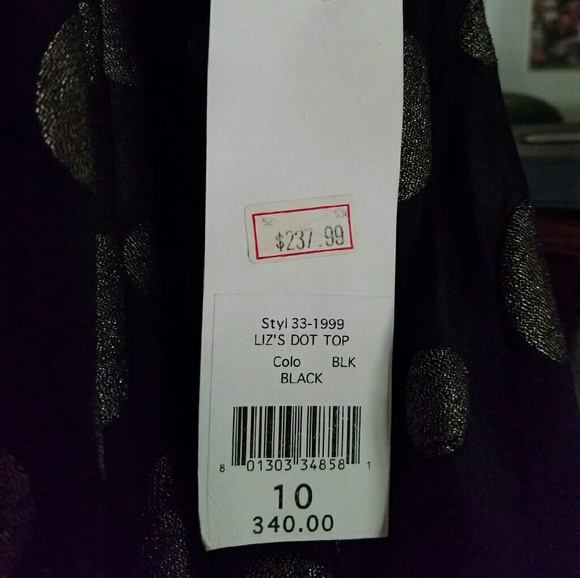 $237.99
Styl 33-1999
LIZ'S DOT TOP
Colo BLK
BLACK
8 01303 34858 1
10
340.00